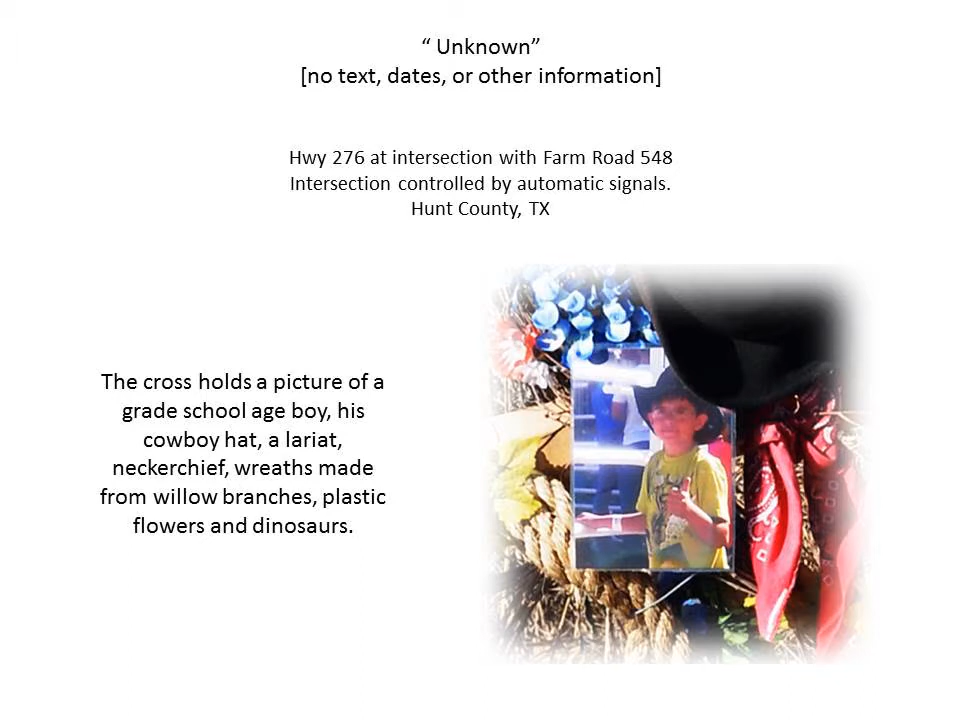 “ Unknown”
[no text, dates, or other information]
Hwy 276 at intersection with Farm Road 548
Intersection controlled by automatic signals.
Hunt County, TX
The cross holds a picture of a
grade school age boy, his
cowboy hat, a lariat,
neckerchief, wreaths made
from willow branches, plastic
flowers and dinosaurs.